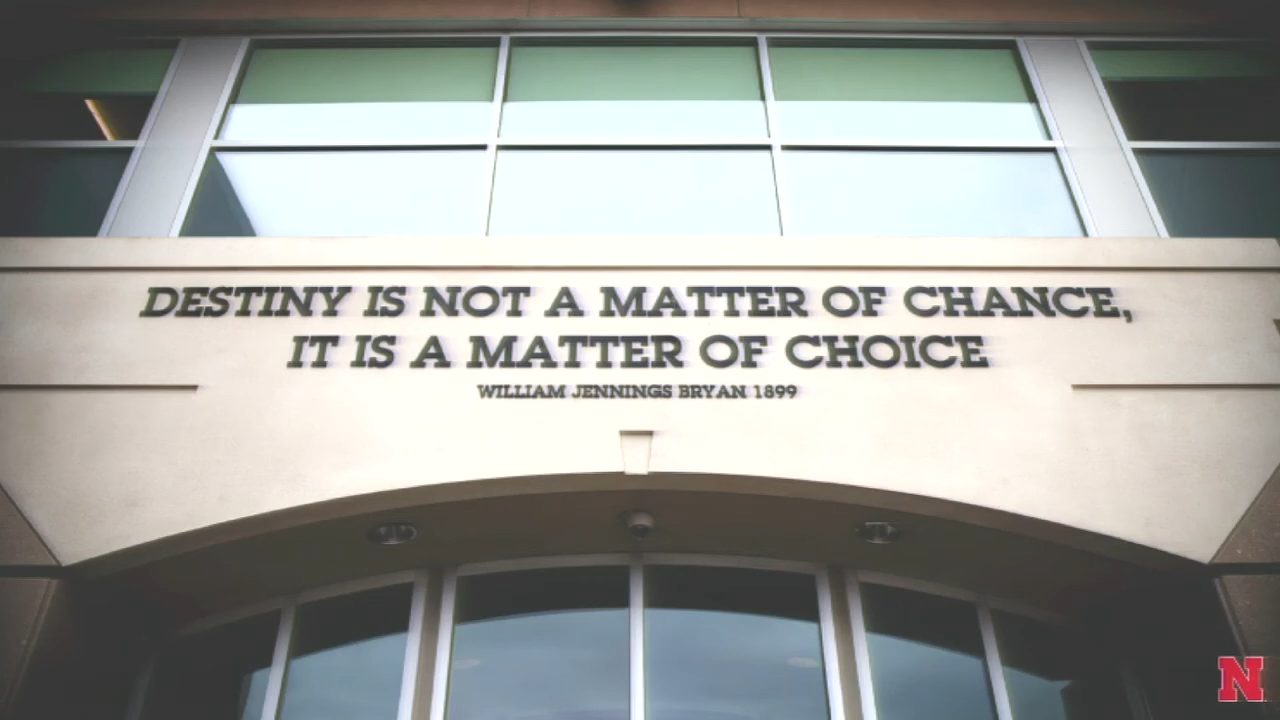 DESTINY IS NOT A MATTER OF CHANCE,
IT IS A MATTER OF CHOICE
WILLIAM JENNINGS BRYAN 1899
N